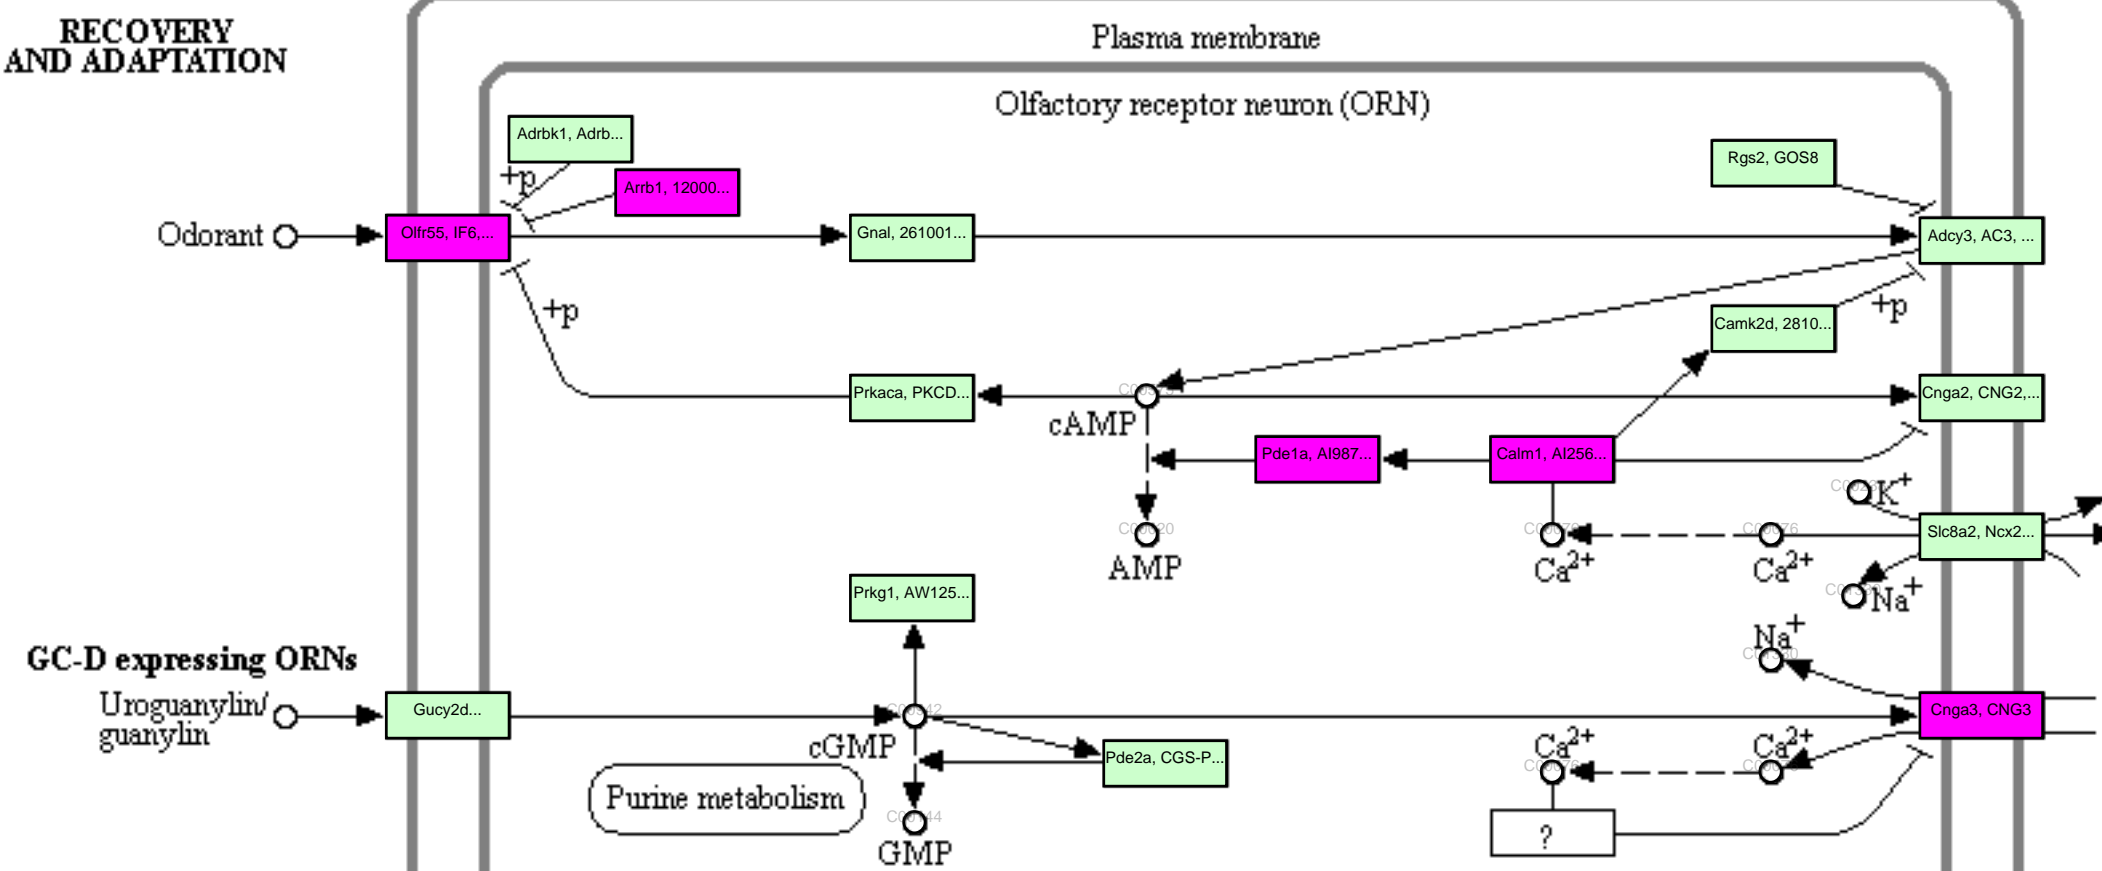 RECOVERY
AND ADAPTATION
Plasma membrane
Olfactory receptor neuron (ORN)
Adrbk1, Adrb...
+p
Arrb1, 12000...
Rgs2, GOS8
Odorant
Olfr55, IF6,...
Gnal, 261001...
Adcy3, AC3, ...
+p
+p
Camk2d, 2810...
Prkaca, PKCD...
cAMP
Cnga2, CNG2,...
Pde1a, AI987...
Calm1, AI256...
K+
AMP
Ca2+
Ca2+
Slc8a2, Ncx2...
Na+
Prkg1, AW125...
GC-D expressing ORNs
Uroguanylin/
guanylin
Gucy2d...
cGMP
Na+
Cnga3, CNG3
Ca2+
Ca2+
Pde2a, CGS-P...
Purine metabolism
GMP
?